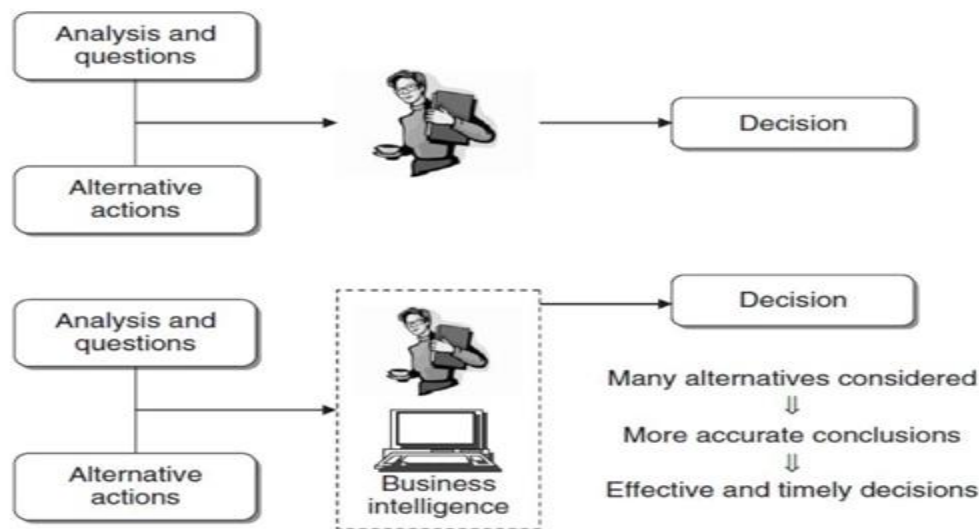 Analysis and
questions
Decision
Alternative
actions
Analysis and
questions
Decision
Many alternatives considered
⇓
More accurate conclusions
⇓
Effective and timely decisions
Business
intelligence
Alternative
actions